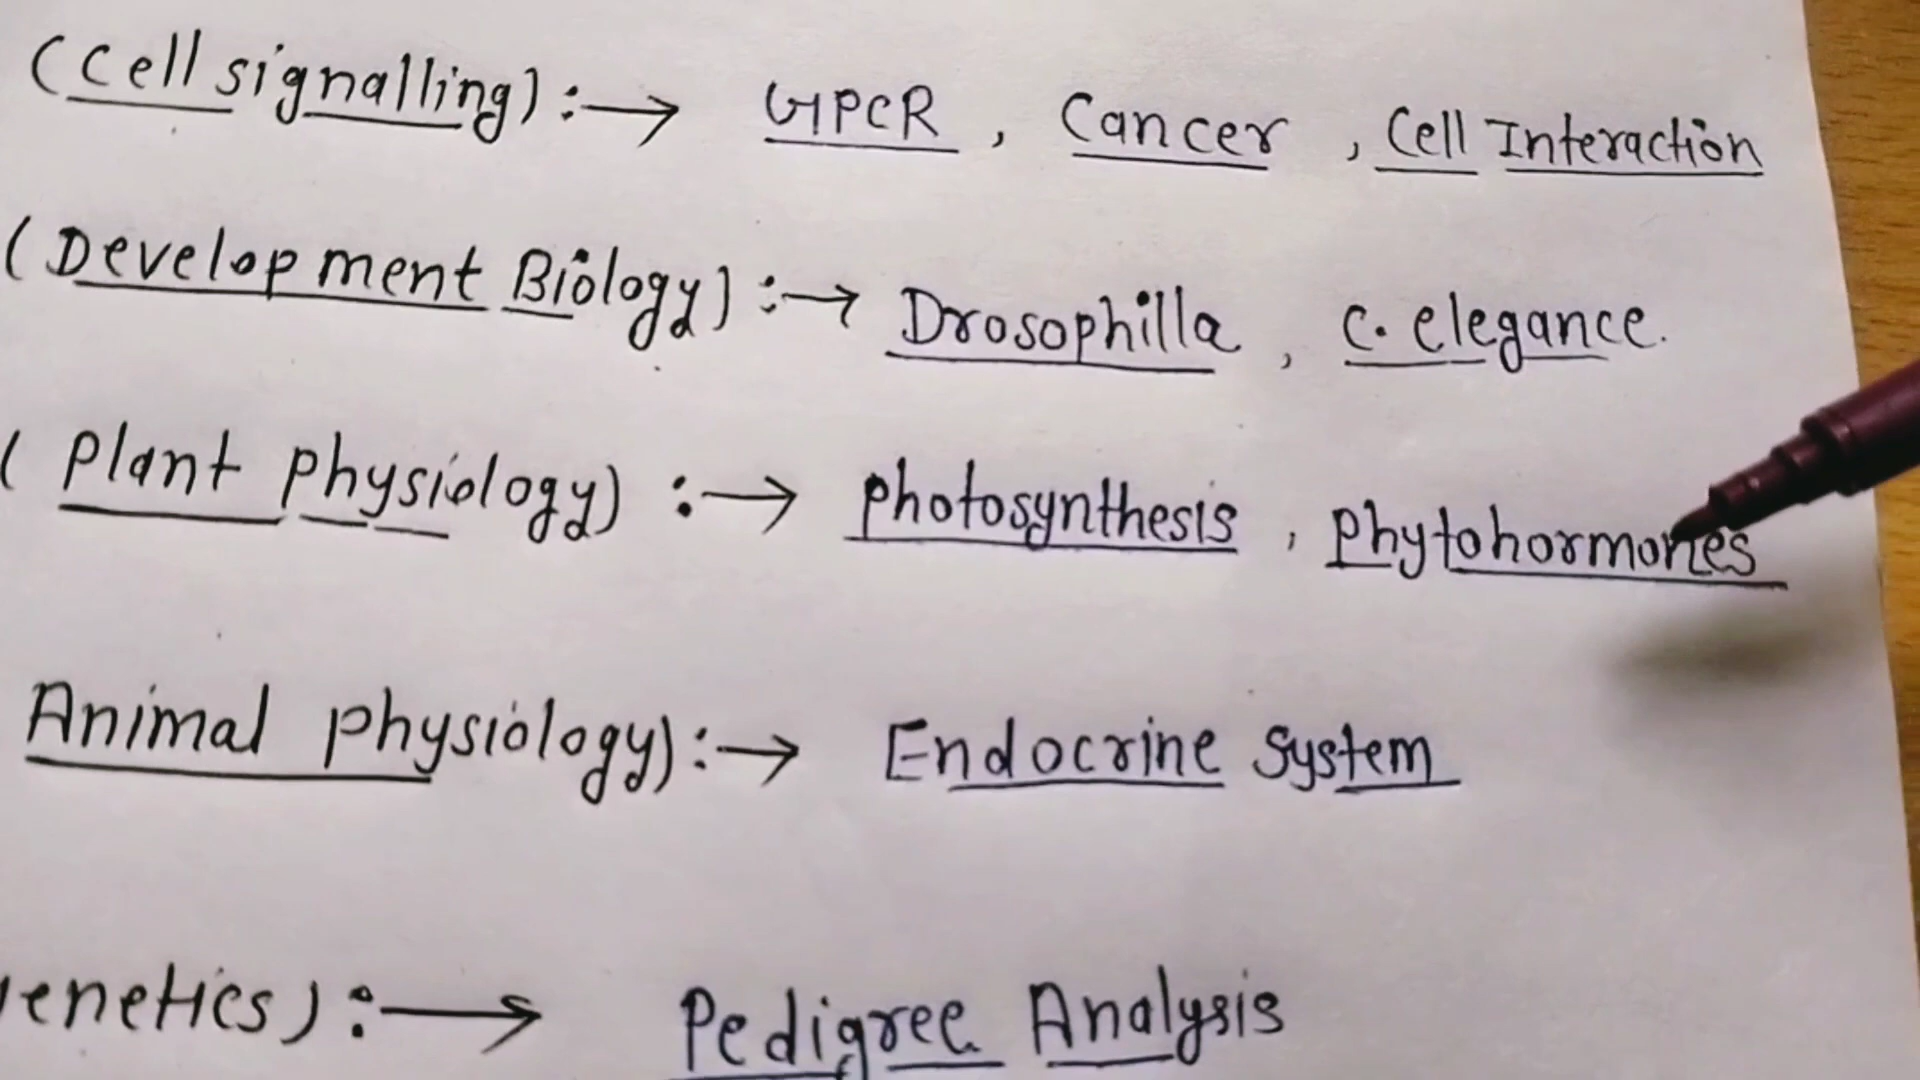 (Cell signalling) :→ GPCR, Cancer, Cell Interaction
(Development Biology) :→ Drosophilla, C. elegance.
(Plant physiology) :→ photosynthesis, Phytohormones
Animal physiology) :→ Endocrine System
enetics) :→ Pedigree Analysis